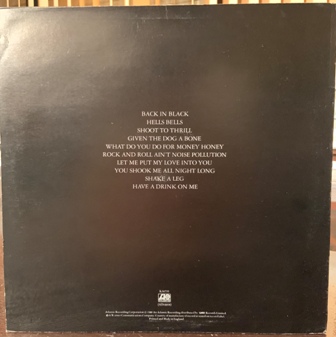 BACK IN BLACK
HELLS BELLS
SHOOT TO THRILL
GIVEN THE DOG A BONE
WHAT DO YOU DO FOR MONEY HONEY
ROCK AND ROLL AIN'T NOISE POLLUTION
LET ME PUT MY LOVE INTO YOU
YOU SHOOK ME ALL NIGHT LONG
SHAKE A LEG
HAVE A DRINK ON ME